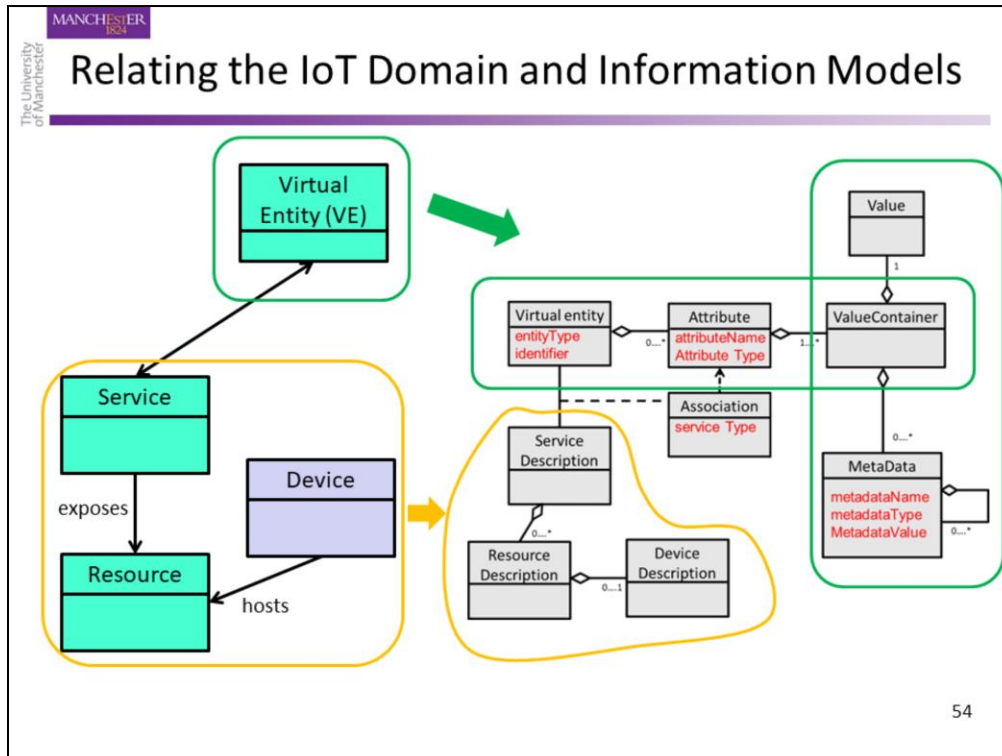 MANCHESTER
1824
The University
of Manchester
Relating the IoT Domain and Information Models
Virtual
Entity (VE)
Service
exposes
Device
Resource
hosts
Value
1
Virtual entity
entityType
identifier
0....*
Attribute
attributeName
Attribute Type
1....*
ValueContainer
Association
service Type
Service
Description
0....*
0....*
MetaData
metadataName
metadataType
MetadataValue
0....*
Resource
Description
0....1
Device
Description
54